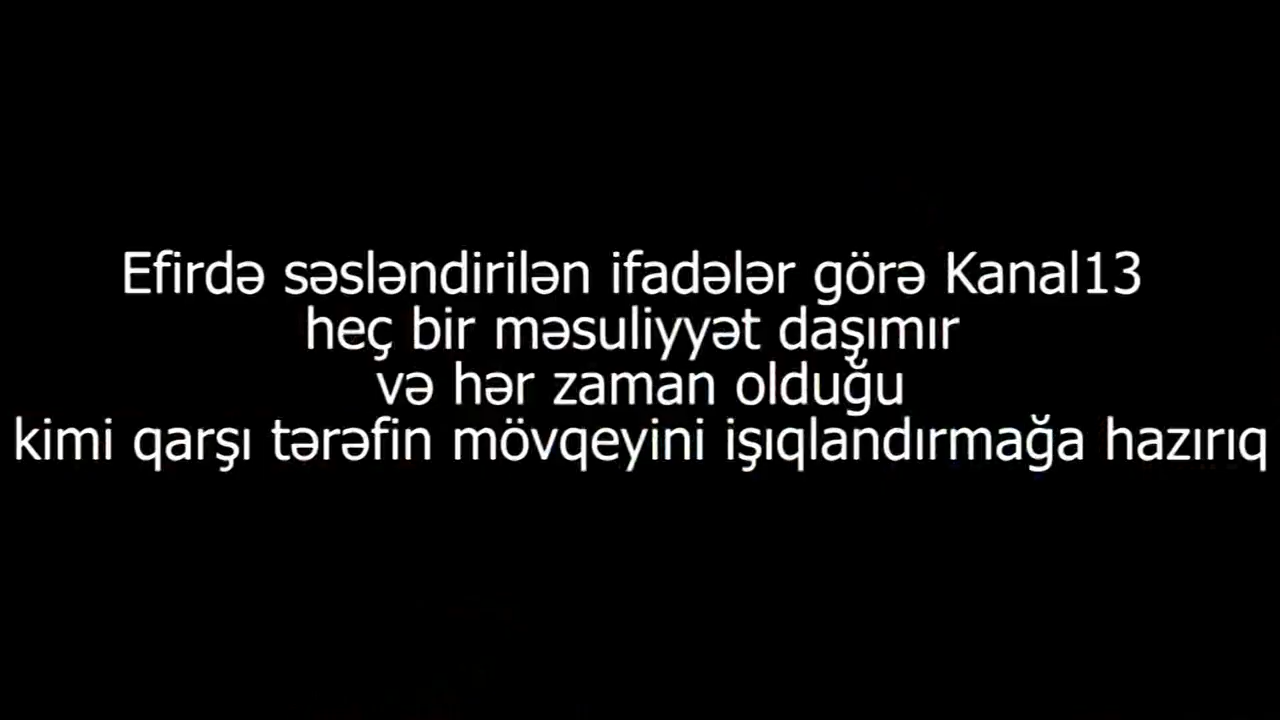 Efirdə səsləndirilən ifadələr görə Kanal13
heç bir məsuliyyət daşımır
və hər zaman olduğu
kimi qarşı tərəfin mövqeyini işıqlandırmağa hazırıq